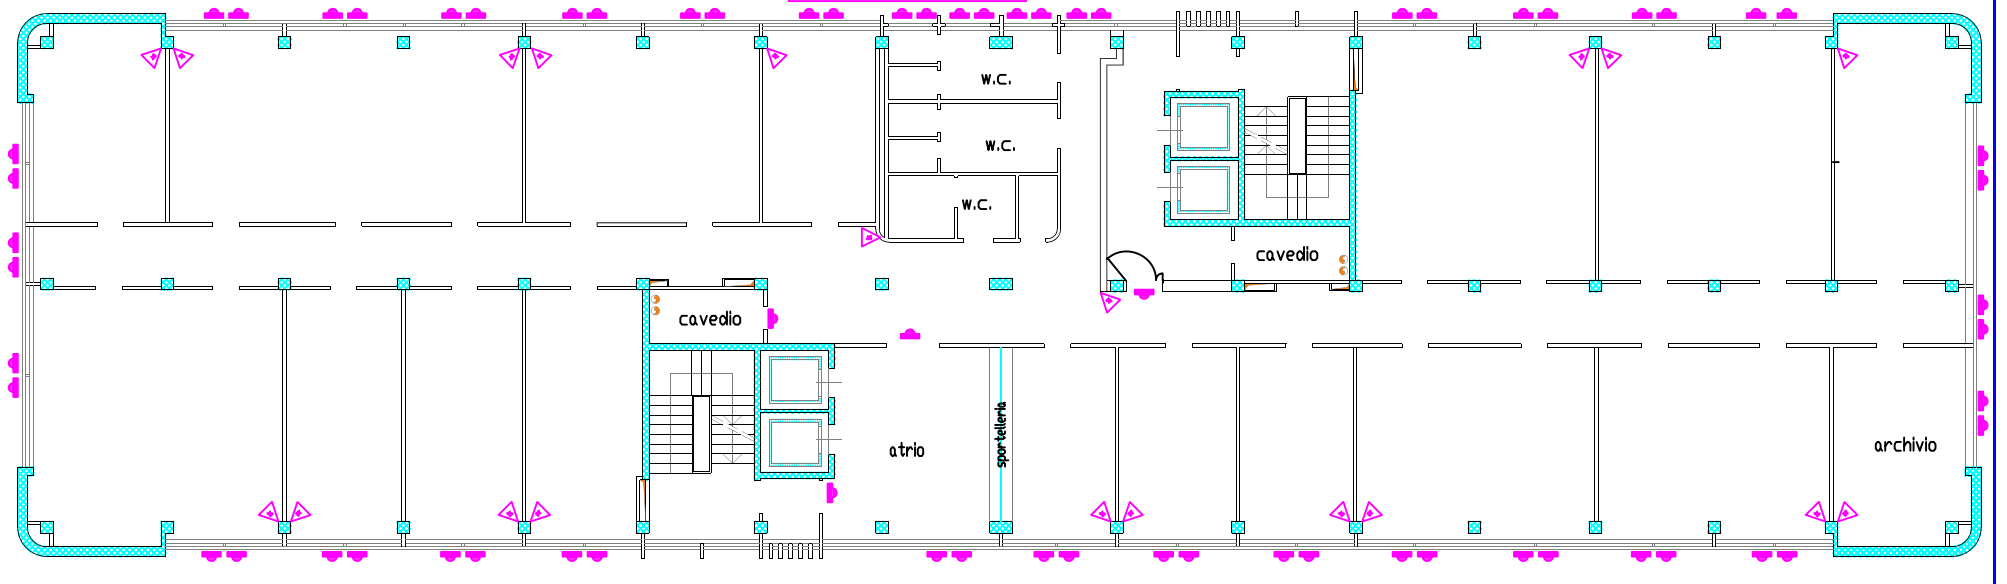 w.c.
w.c.
w.c.
cavedio
cavedio
atrio
sportelleria
archivio